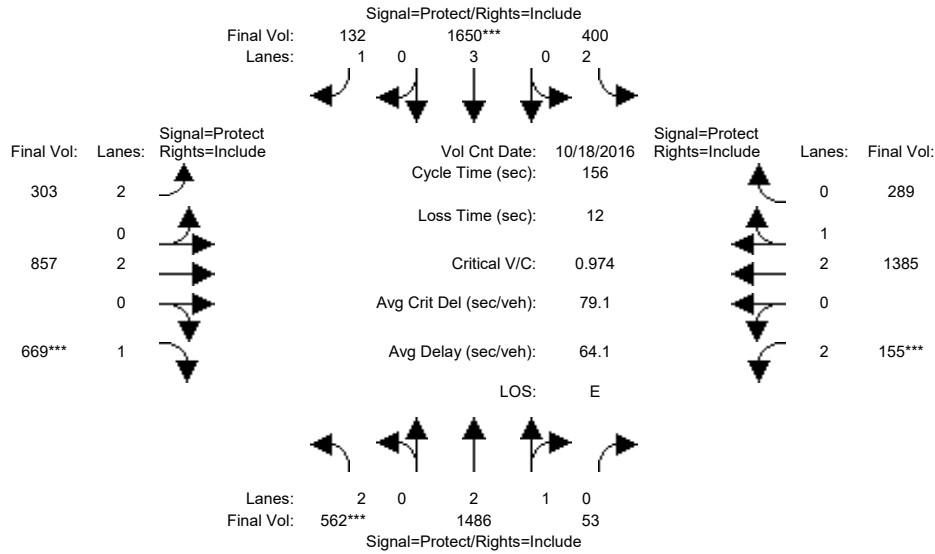 Signal=Protect/Rights=Include
Final Vol: 132 1650*** 400
Lanes: 1 0 3 0 2
Signal=Protect Signal=Protect
Final Vol: Lanes: Rights=Include Vol Cnt Date: 10/18/2016 Rights=Include Lanes: Final Vol:
Cycle Time (sec): 156
303 2 0 289
Loss Time (sec): 12
0 1
857 2 Critical V/C: 0.974 2 1385
0 Avg Crit Del (sec/veh): 79.1 0
669*** 1 Avg Delay (sec/veh): 64.1 2 155***
LOS: E
Lanes: 2 0 2 1 0
Final Vol: 562*** 1486 53
Signal=Protect/Rights=Include